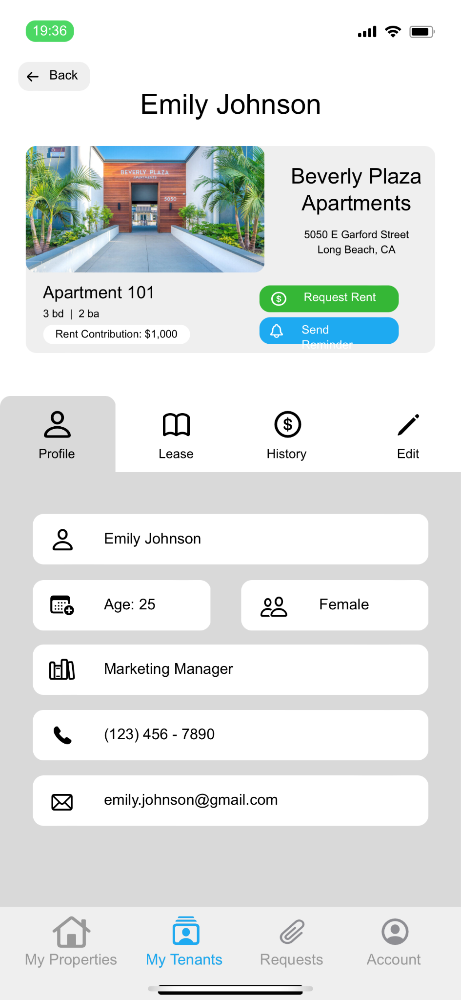 19:36
Back
Emily Johnson
BEVERLY PLAZA
APARTMENTS
5050
Beverly Plaza
Apartments
5050 E Garford Street
Long Beach, CA
Apartment 101
3 bd | 2 ba
Rent Contribution: $1,000
Request Rent
Send
Reminder
Profile
Lease
History
Edit
Emily Johnson
Age: 25
Female
Marketing Manager
(123) 456 - 7890
emily.johnson@gmail.com
My Properties
My Tenants
Requests
Account